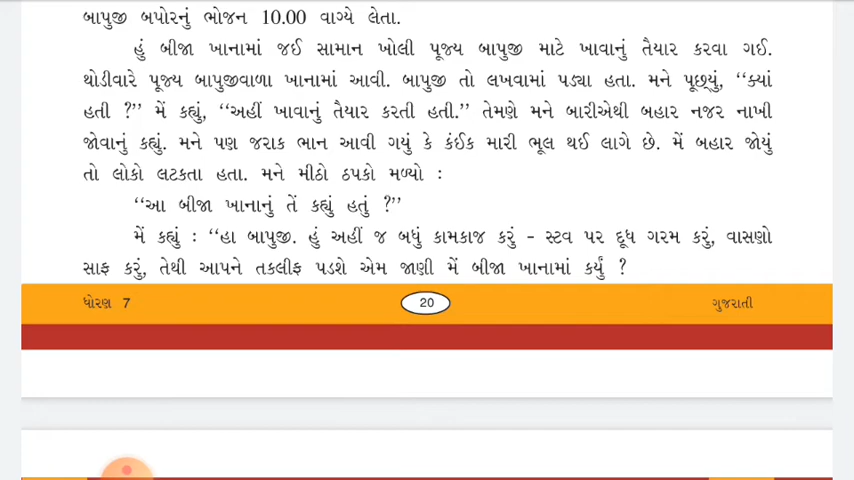 બાપુજી બપોરનું ભોજન 10.00 વાગ્યે લેતા.
હું બીજા ખાનામાં જઈ સામાન ખોલી પૂજ્ય બાપુજી માટે ખાવાનું તૈયાર કરવા ગઈ.
થોડીવારે પૂજ્ય બાપુજીવાળા ખાનામાં આવી. બાપુજી તો લખવામાં પડ્યા હતા. મને પૂછ્યું, “ક્યાં
હતી ?” મેં કહ્યું, “અહીં ખાવાનું તૈયાર કરતી હતી.” તેમણે મને બારીએથી બહાર નજર નાખી
જોવાનું કહ્યું. મને પણ જરાક ભાન આવી ગયું કે કંઈક મારી ભૂલ થઈ લાગે છે. મેં બહાર જોયું
તો લોકો લટકતા હતા. મને મીઠો ઠપકો મળ્યો :
“આ બીજા ખાનાનું તેં કહ્યું હતું ?”
મેં કહ્યું : “હા બાપુજી. હું અહીં જ બધું કામકાજ કરું - સ્ટવ પર દૂધ ગરમ કરું, વાસણો
સાફ કરું, તેથી આપને તકલીફ પડશે એમ જાણી મેં બીજા ખાનામાં કર્યું ?
ધોરણ 7 20 ગુજરાતી